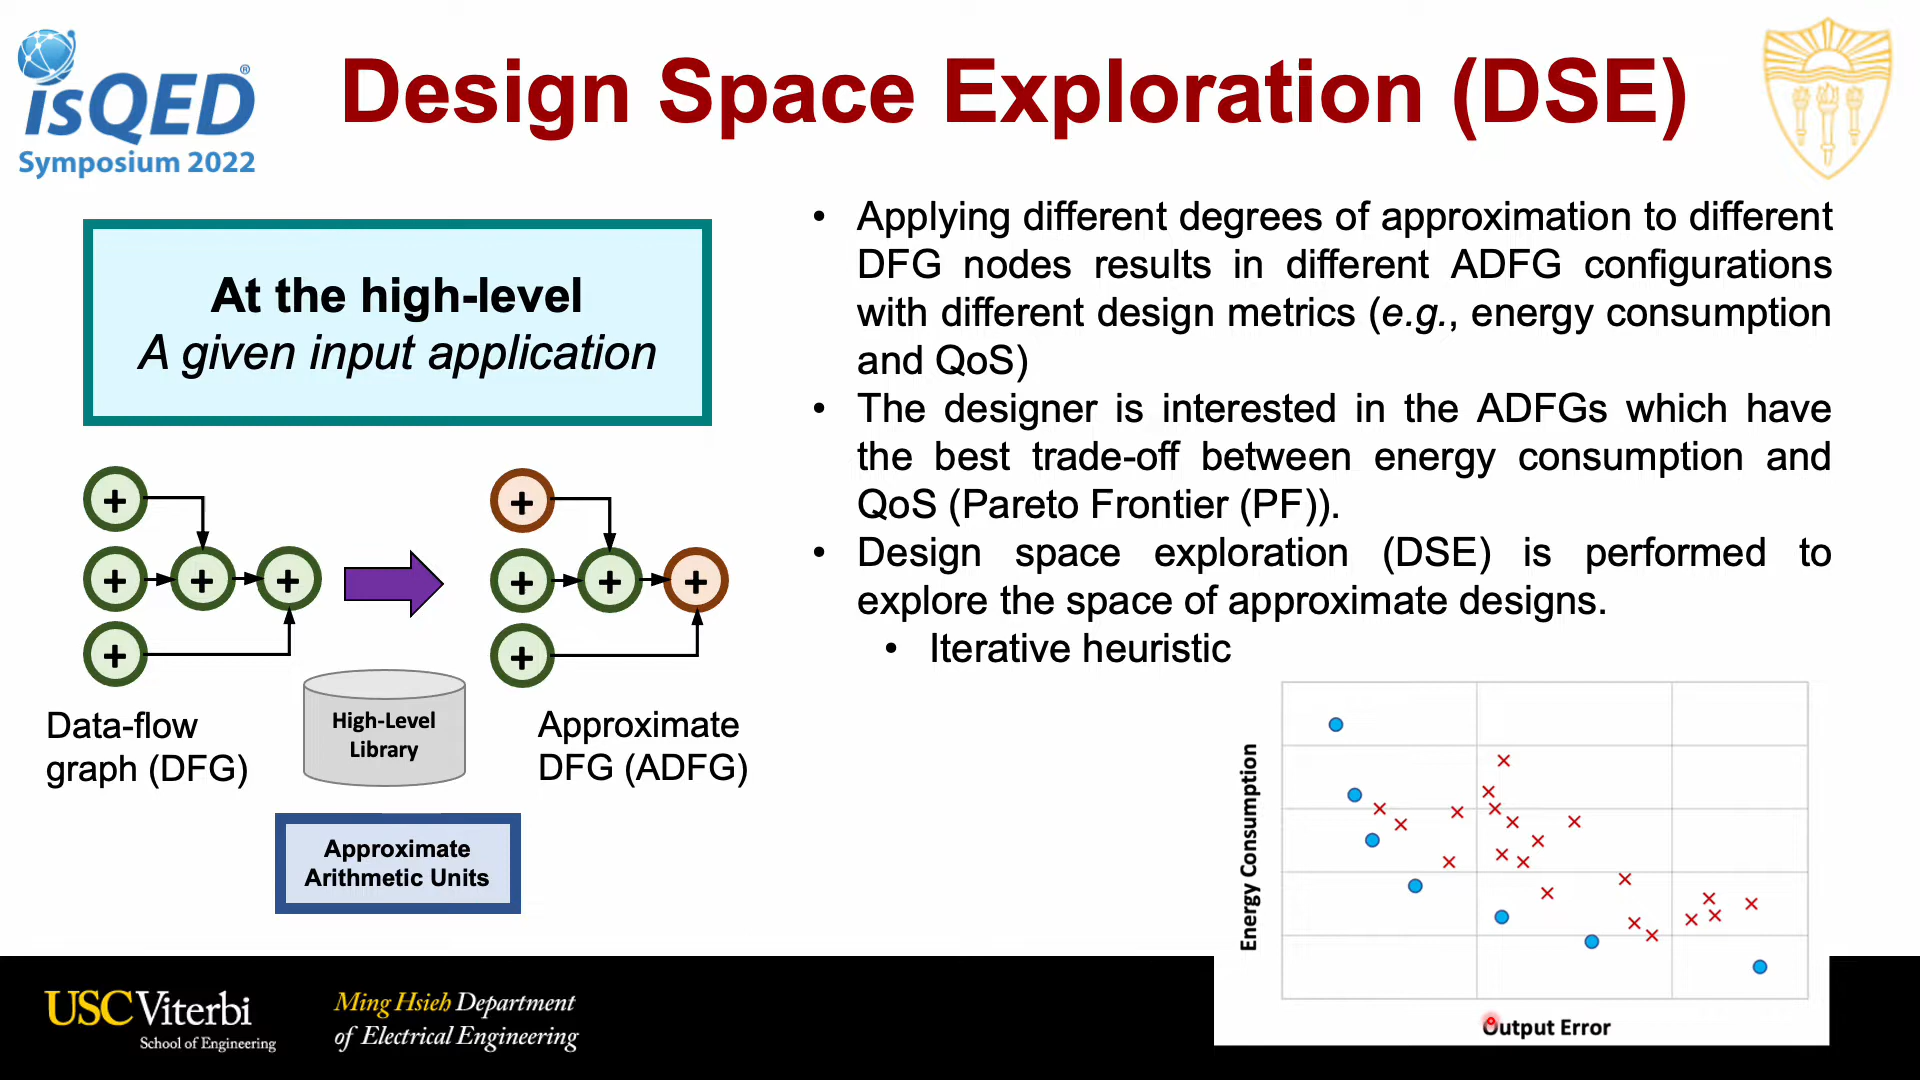 isQED®
Symposium 2022
Design Space Exploration (DSE)
At the high-level
A given input application
+
+
+
+
+
+
+
+
+
+
Data-flow
graph (DFG)
High-Level
Library
Approximate
DFG (ADFG)
Approximate
Arithmetic Units
• Applying different degrees of approximation to different
DFG nodes results in different ADFG configurations
with different design metrics (e.g., energy consumption
and QoS)
• The designer is interested in the ADFGs which have
the best trade-off between energy consumption and
QoS (Pareto Frontier (PF)).
• Design space exploration (DSE) is performed to
explore the space of approximate designs.
• Iterative heuristic
Energy Consumption
Output Error
USC Viterbi
School of Engineering
Ming Hsieh Department
of Electrical Engineering